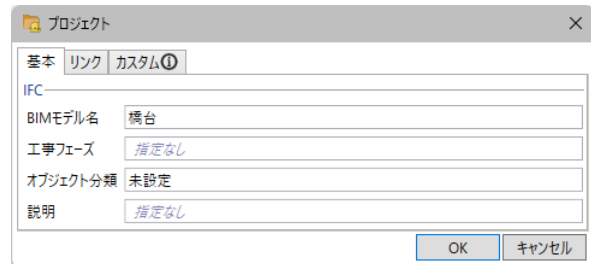 プロジェクト
基本 リンク カスタム
IFC
BIMモデル名 橋台
工事フェーズ 指定なし
オブジェクト分類 未設定
説明 指定なし
OK キャンセル